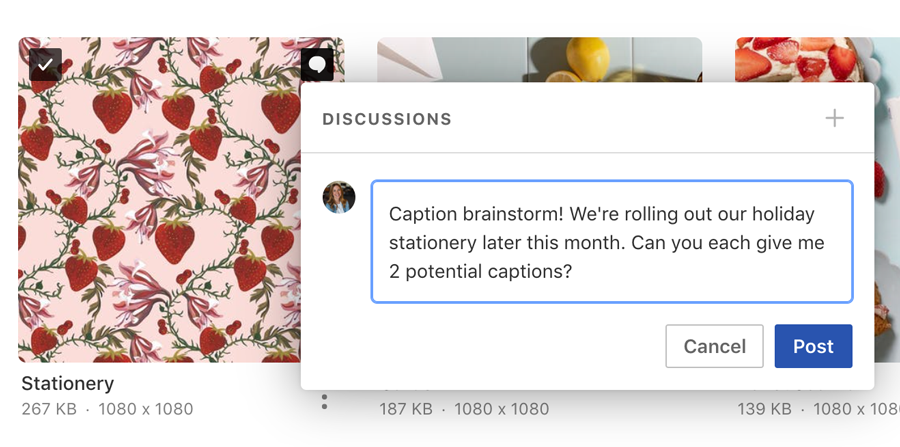 DISCUSSIONS
Caption brainstorm! We're rolling out our holiday
stationery later this month. Can you each give me
2 potential captions?
Cancel
Post
Stationery
267 KB · 1080 x 1080
187 KB · 1080 x 1080
139 KB · 1080 x